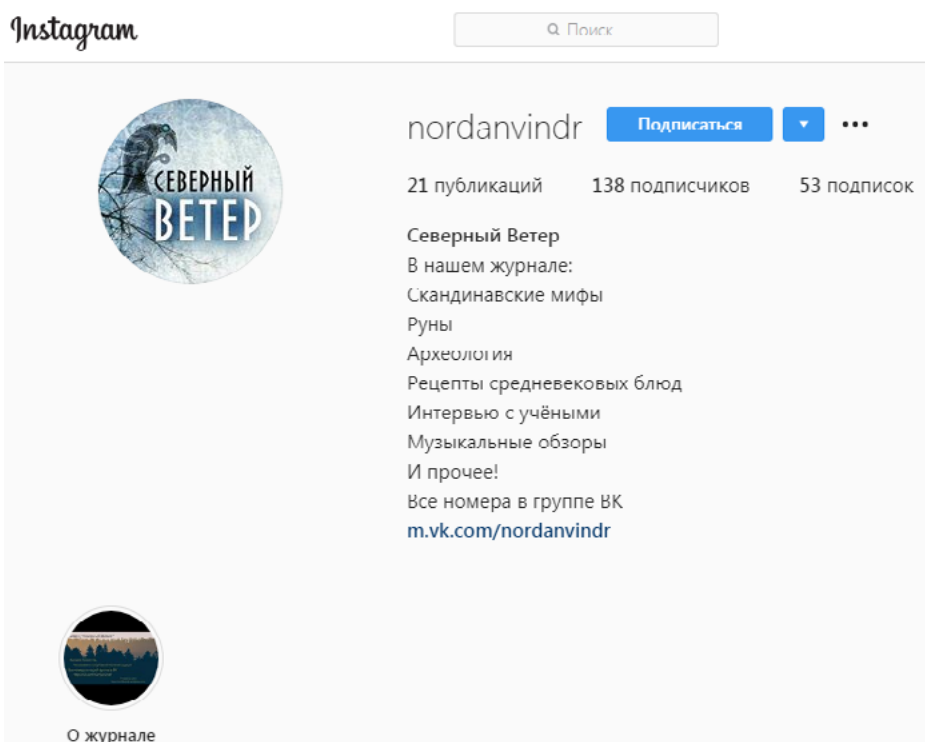 Instagram
Поиск
СЕВЕРНЫЙ
ВЕТЕР
nordanvindr Подписаться
21 публикаций 138 подписчиков 53 подписок
Северный Ветер
В нашем журнале:
Скандинавские мифы
Руны
Археология
Рецепты средневековых блюд
Интервью с учёными
Музыкальные обзоры
И прочее!
Все номера в группе ВК
m.vk.com/nordanvindr
О журнале